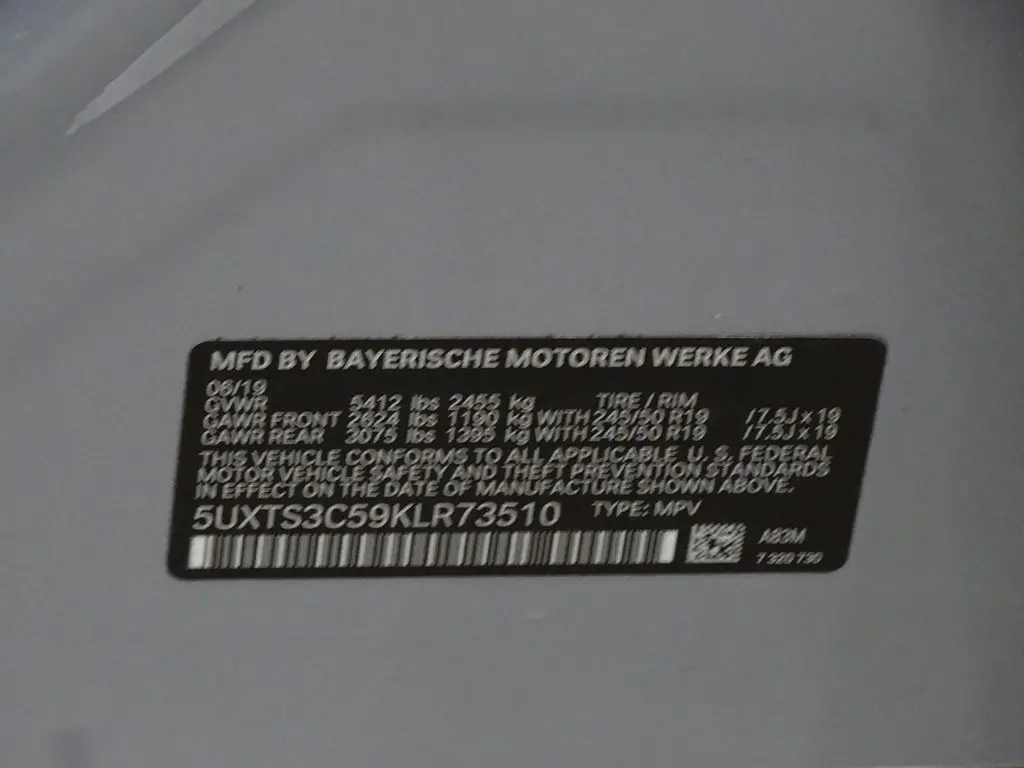 MFD BY BAYERISCHE MOTOREN WERKE AG
06/19
GVWR 5412 lbs 2455 kg TIRE / RIM
GAWR FRONT 2624 lbs 1190 kg WITH 245/50 R19 / 7.5J x 19
GAWR REAR 3075 lbs 1395 kg WITH 245/50 R19 / 7.5J x 19
THIS VEHICLE CONFORMS TO ALL APPLICABLE U. S. FEDERAL
MOTOR VEHICLE SAFETY AND THEFT PREVENTION STANDARDS
IN EFFECT ON THE DATE OF MANUFACTURE SHOWN ABOVE.
5UXTS3C59KLR73510 TYPE: MPV
A83M
7 320 730